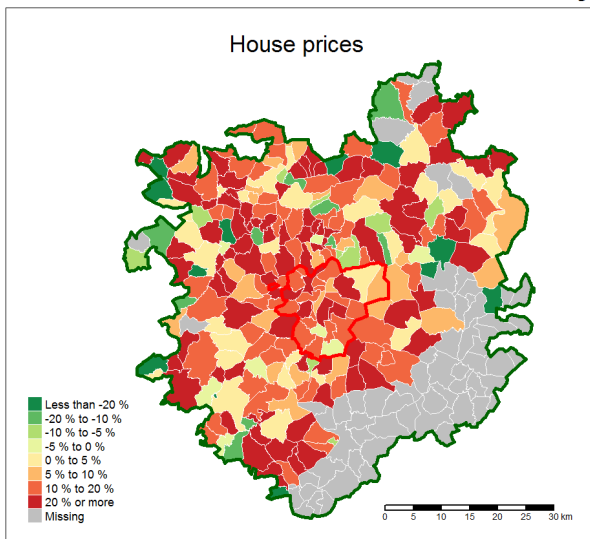 House prices
Less than -20 %
-20 % to -10 %
-10 % to -5 %
-5 % to 0 %
0 % to 5 %
5 % to 10 %
10 % to 20 %
20 % or more
Missing
0 5 10 15 20 25 30 km